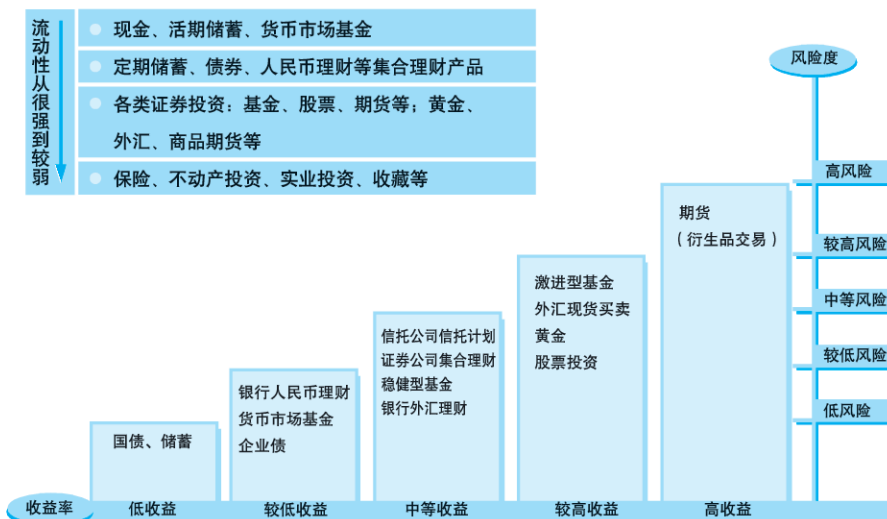 流动性从很强到较弱
现金、活期储蓄、货币市场基金
定期储蓄、债券、人民币理财等集合理财产品
各类证券投资：基金、股票、期货等；黄金、
外汇、商品期货等
保险、不动产投资、实业投资、收藏等
风险度
高风险
较高风险
中等风险
较低风险
低风险
期货
（衍生品交易）
激进型基金
外汇现货买卖
黄金
股票投资
信托公司信托计划
证券公司集合理财
稳健型基金
银行外汇理财
银行人民币理财
货币市场基金
企业债
国债、储蓄
收益率
低收益
较低收益
中等收益
较高收益
高收益